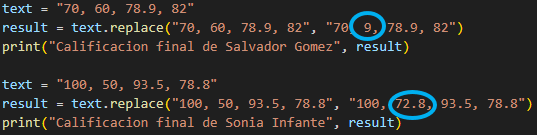 text = "70, 60, 78.9, 82"
result = text.replace("70, 60, 78.9, 82", "70, 9, 78.9, 82")
print("Calificacion final de Salvador Gomez", result)
text = "100, 50, 93.5, 78.8"
result = text.replace("100, 50, 93.5, 78.8", "100, 72.8, 93.5, 78.8")
print("Calificacion final de Sonia Infante", result)